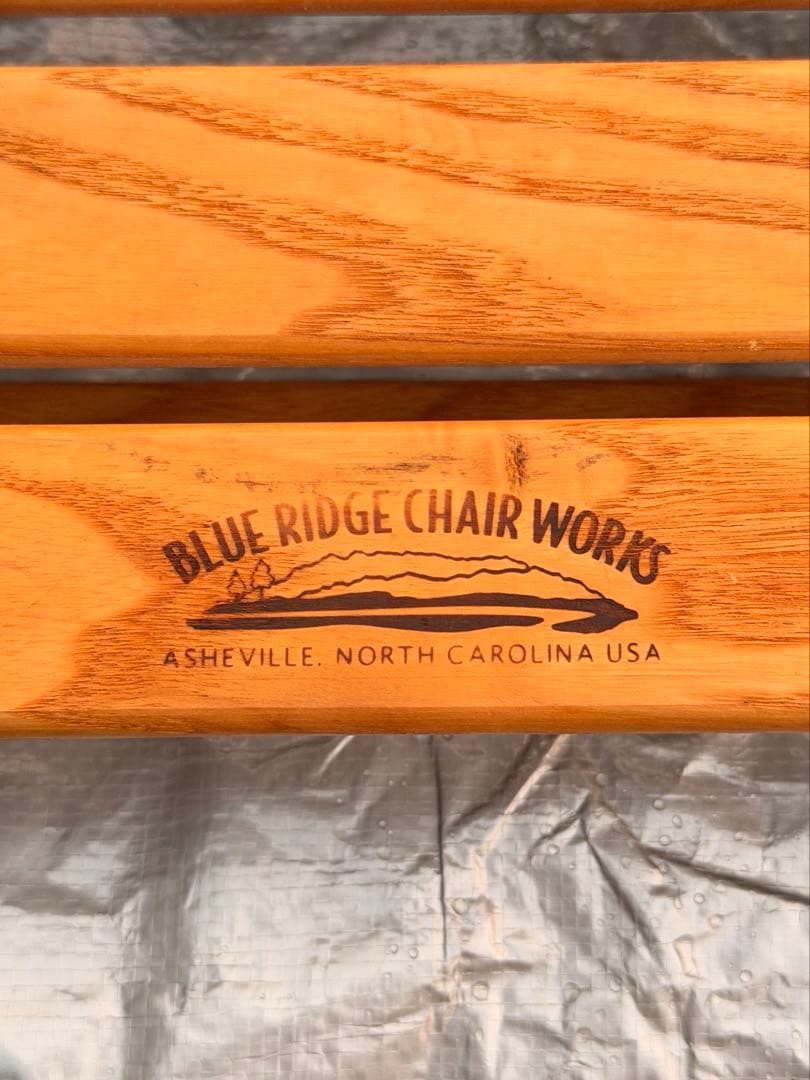 BLUE RIDGE CHAIR WORKS
ASHEVILLE. NORTH CAROLINA USA